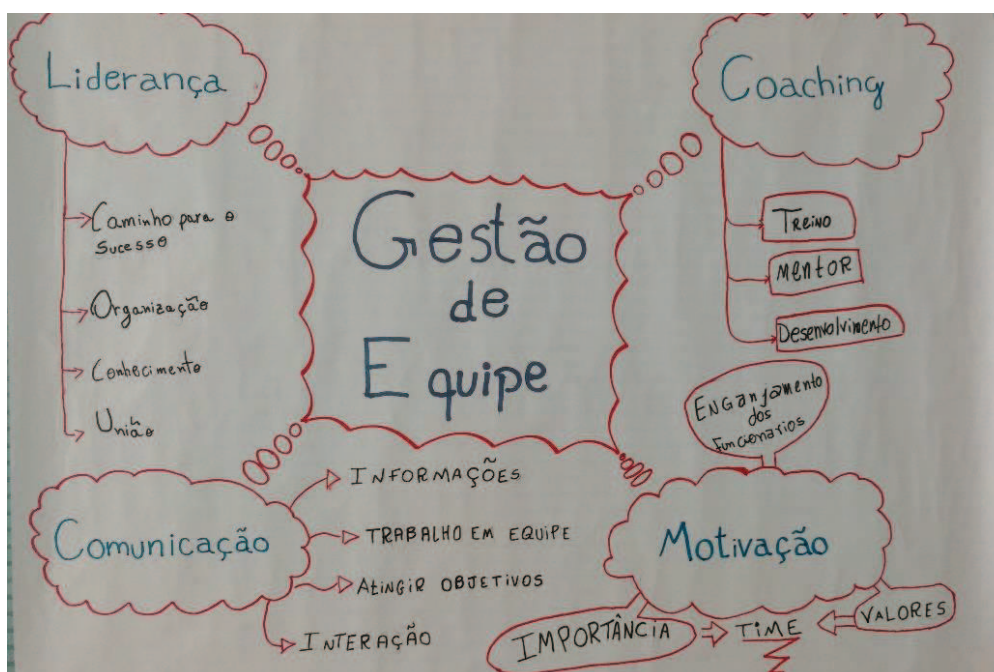 Gestão
de
Equipe
Liderança
Caminho para o
Sucesso
Organização
Conhecimento
União
Coaching
TREINO
MENTOR
Desenvolvimento
Comunicação
INFORMAÇÕES
TRABALHO EM EQUIPE
ATINGIR OBJETIVOS
INTERAÇÃO
Motivação
ENGanjamento
dos
Funcionarios
IMPORTÂNCIA
TIME
VALORES